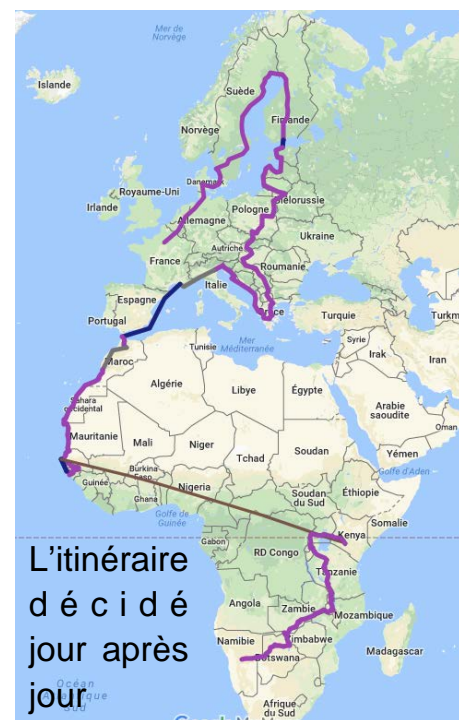 Mer de
Norvège
Islande
Suède
Finlande
Norvège
Danemark
Royaume-Uni
Biélorussie
Irlande
Pologne
Allemagne
Ukraine
Autriche
France
Roumanie
Italie
Espagne
Portugal
Grèce
Turquie
Turkm
Mer
Méditerranée
Tunisie
Syrie
Maroc
Irak
Iran
Algérie
Libye
Égypte
Sahara
occidental
Arabie
saoudite
Oman
Mauritanie
Mali
Niger
Tchad
Soudan
Yémen
Golfe d'Aden
Burkina
Faso
Guinée
Nigeria
Ghana
Soudan
du Sud
Éthiopie
Golfe de
Guinée
Somalie
Gabon
Kenya
RD Congo
Tanzanie
Angola
Zambie
Mozambique
Namibie
Zimbabwe
Madagascar
Botswana
Océan
Atlantique
Sud
Afrique
du Sud
L'itinéraire
d é c i d é
jour après
jour